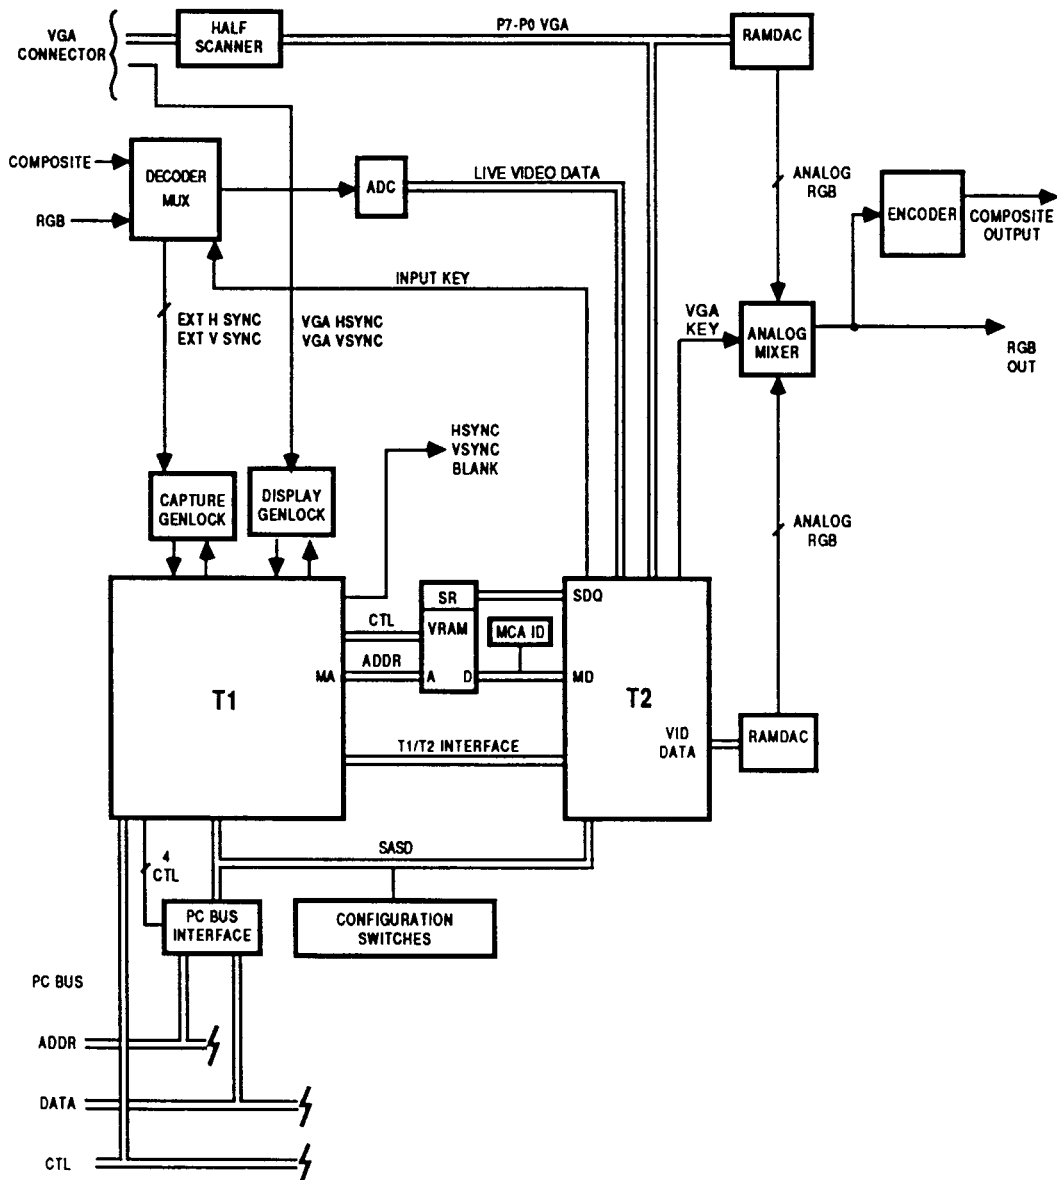 VGA
CONNECTOR
HALF
SCANNER
P7-P0 VGA
RAMDAC
COMPOSITE
RGB
DECODER
MUX
ADC
LIVE VIDEO DATA
ANALOG
RGB
ENCODER
COMPOSITE
OUTPUT
INPUT KEY
EXT H SYNC
EXT V SYNC
VGA HSYNC
VGA VSYNC
VGA
KEY
ANALOG
MIXER
RGB
OUT
HSYNC
VSYNC
BLANK
CAPTURE
GENLOCK
DISPLAY
GENLOCK
ANALOG
RGB
T1
MA
CTL
ADDR
SR
VRAM
A
D
MCA ID
SDQ
MD
T2
VID
DATA
RAMDAC
T1/T2 INTERFACE
SASD
4
CTL
PC BUS
INTERFACE
CONFIGURATION
SWITCHES
PC BUS
ADDR
DATA
CTL